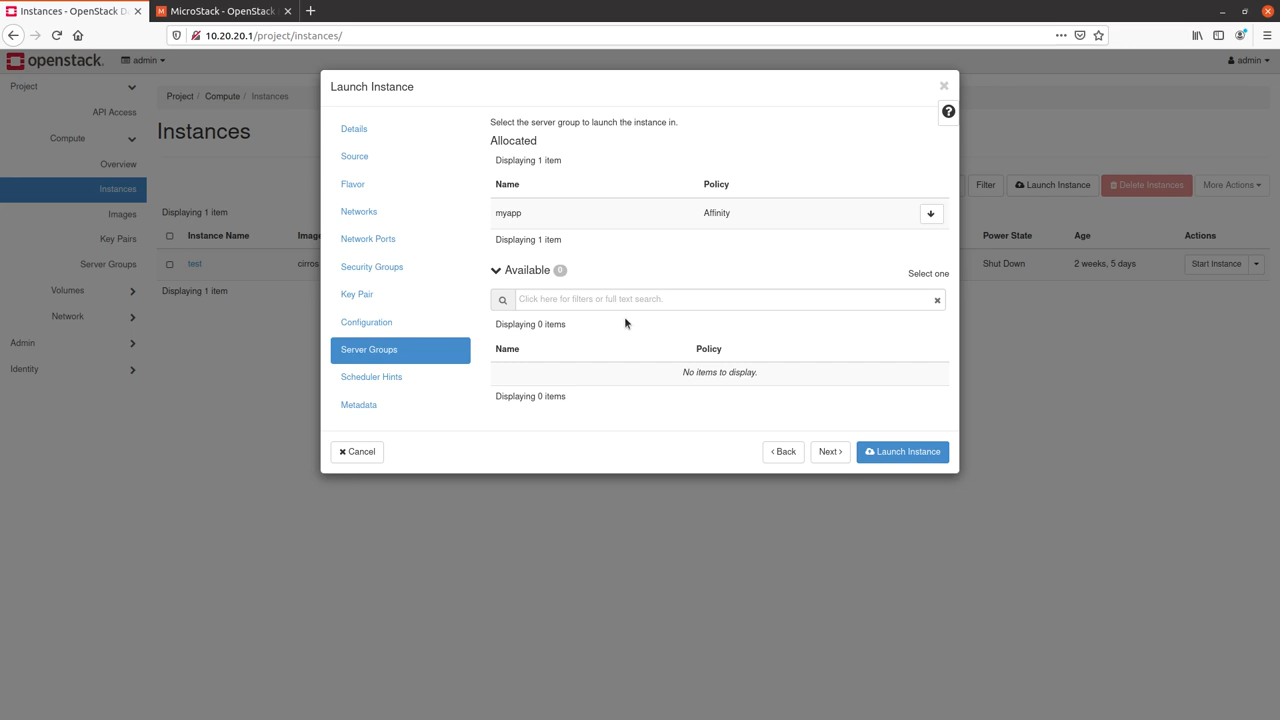 Instances - OpenStack D
MicroStack - OpenStack
10.20.20.1/project/instances/
openstack.
admin
admin
Project
API Access
Compute
Overview
Instances
Images
Key Pairs
Server Groups
Volumes
Network
Admin
Identity
Project / Compute / Instances
Instances
Filter
Launch Instance
Delete Instances
More Actions
Displaying 1 item
Instance Name
Image
Power State
Age
Actions
test
cirros
Shut Down
2 weeks, 5 days
Start Instance
Displaying 1 item
Launch Instance
Details
Source
Flavor
Networks
Network Ports
Security Groups
Key Pair
Configuration
Server Groups
Scheduler Hints
Metadata
Select the server group to launch the instance in.
Allocated
Displaying 1 item
Name Policy
myapp Affinity
Displaying 1 item
Available 0
Select one
Click here for filters or full text search.
Displaying 0 items
Name Policy
No items to display.
Displaying 0 items
Cancel
Back
Next
Launch Instance